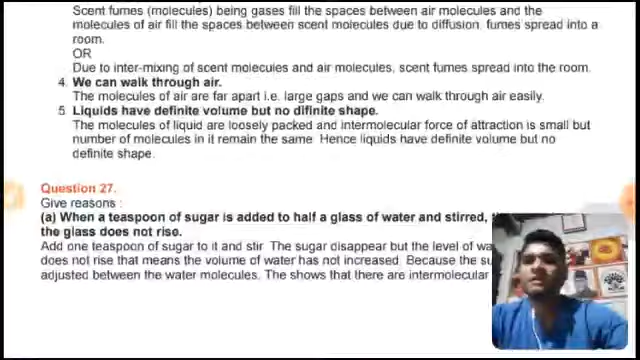 Scent fumes (molecules) being gases fill the spaces between air molecules and the
molecules of air fill the spaces between scent molecules due to diffusion, fumes spread into a
room.
OR
Due to inter-mixing of scent molecules and air molecules, scent fumes spread into the room.
4. We can walk through air.
The molecules of air are far apart i.e. large gaps and we can walk through air easily.
5. Liquids have definite volume but no difinite shape.
The molecules of liquid are loosely packed and intermolecular force of attraction is small but
number of molecules in it remain the same. Hence liquids have definite volume but no
definite shape.
Question 27.
Give reasons :
(a) When a teaspoon of sugar is added to half a glass of water and stirred,
the glass does not rise.
Add one teaspoon of sugar to it and stir. The sugar disappear but the level of
does not rise that means the volume of water has not increased. Because the
adjusted between the water molecules. The shows that there are intermolecular